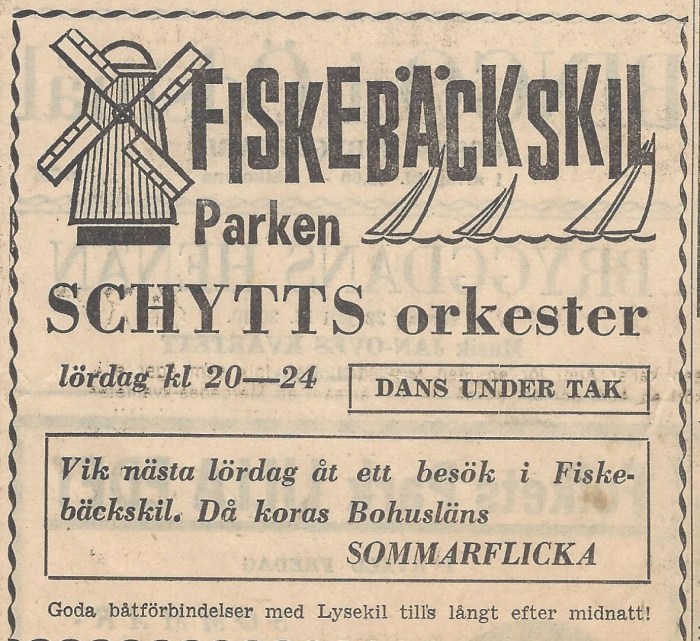 FISKEBÄCKSKIL
Parken
SCHYTTS orkester
lördag kl 20—24
DANS UNDER TAK
Vik nästa lördag åt ett besök i Fiske-
bäckskil. Då koras Bohusläns
SOMMARFLICKA
Goda båtförbindelser med Lysekil till's långt efter midnatt!